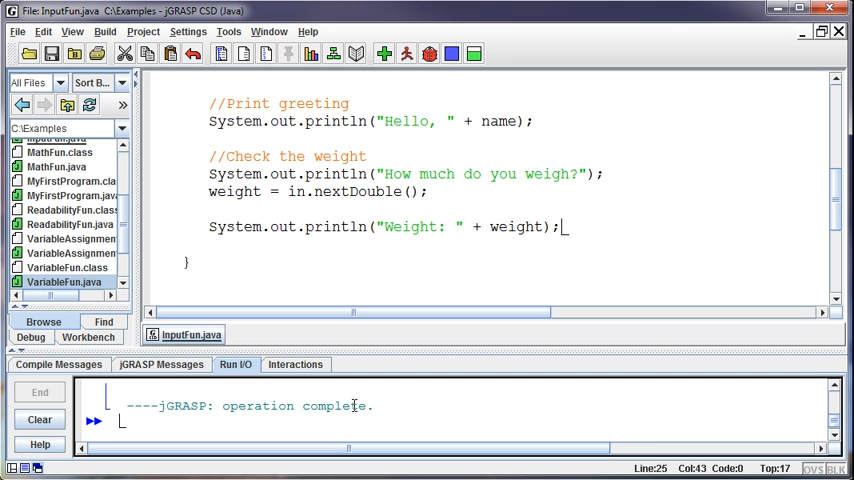 File: InputFun.java C:\Examples - jGRASP CSD (Java)
File Edit View Build Project Settings Tools Window Help
All Files Sort B...
C:\Examples
InputFun.java
MathFun.class
MathFun.java
MyFirstProgram.cla
MyFirstProgram.jav
ReadabilityFun.clas
ReadabilityFun.java
VariableAssignmen
VariableAssignmen
VariableFun.class
VariableFun.java
Browse Find
Debug Workbench
//Print greeting
System.out.println("Hello, " + name);
//Check the weight
System.out.println("How much do you weigh?");
weight = in.nextDouble();
System.out.println("Weight: " + weight);
}
InputFun.java
Compile Messages jGRASP Messages Run I/O Interactions
End
Clear
Help
----jGRASP: operation complete.
Line:25 Col:43 Code:0 Top:17 OVS BLK